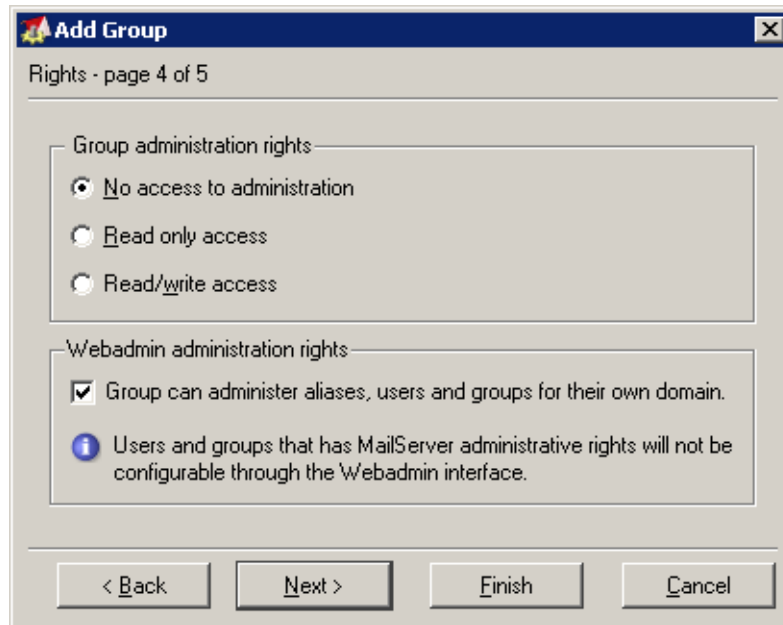 Add Group
Rights - page 4 of 5
Group administration rights
No access to administration
Read only access
Read/write access
Webadmin administration rights
Group can administer aliases, users and groups for their own domain.
Users and groups that has MailServer administrative rights will not be
configurable through the Webadmin interface.
< Back Next > Finish Cancel